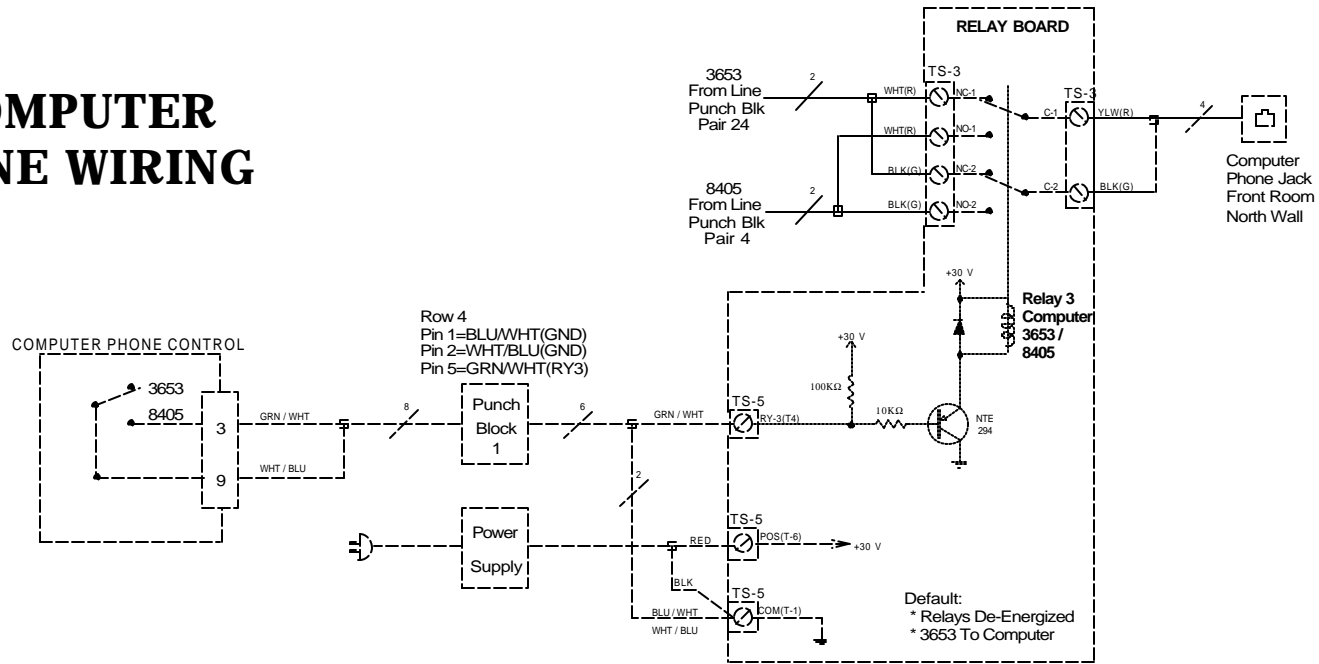 OMPUTER
NE WIRING
RELAY BOARD
3653
From Line
Punch Blk
Pair 24
2
WHT(R)
TS-3
NC-1
WHT(R)
NO-1
BLK(G)
NC-2
BLK(G)
NO-2
8405
From Line
Punch Blk
Pair 4
2
TS-3
C-1
YLW(R)
C-2
BLK(G)
4
Computer
Phone Jack
Front Room
North Wall
+30 V
Relay 3
Computer
3653 /
8405
+30 V
100KΩ
10KΩ
NTE
294
Row 4
Pin 1=BLU/WHT(GND)
Pin 2=WHT/BLU(GND)
Pin 5=GRN/WHT(RY3)
COMPUTER PHONE CONTROL
3653
8405
3
9
GRN / WHT
WHT / BLU
8
Punch
Block
1
6
GRN / WHT
2
TS-5
RY-3(T4)
Power
Supply
RED
TS-5
POS(T-6)
+30 V
BLK
TS-5
BLU / WHT
COM(T-1)
WHT / BLU
Default:
* Relays De-Energized
* 3653 To Computer